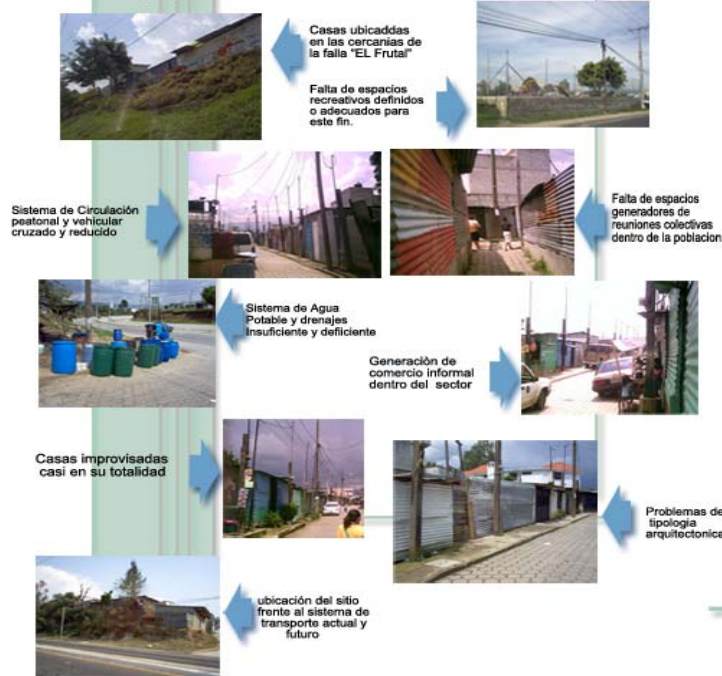 Casas ubicaddas
en las cercanías de
la falla "EL Frutal"
Falta de espacios
recreativos definidos
o adecuados para
este fin.
Sistema de Circulación
peatonal y vehicular
cruzado y reducido
Falta de espacios
generadores de
reuniones colectivas
dentro de la poblacion
Sistema de Agua
Potable y drenajes
Insuficiente y defiiciente
Generación de
comercio informal
dentro del sector
Casas improvisadas
casi en su totalidad
Problemas de
tipologia
arquitectonica
ubicación del sitio
frente al sistema de
transporte actual y
futuro